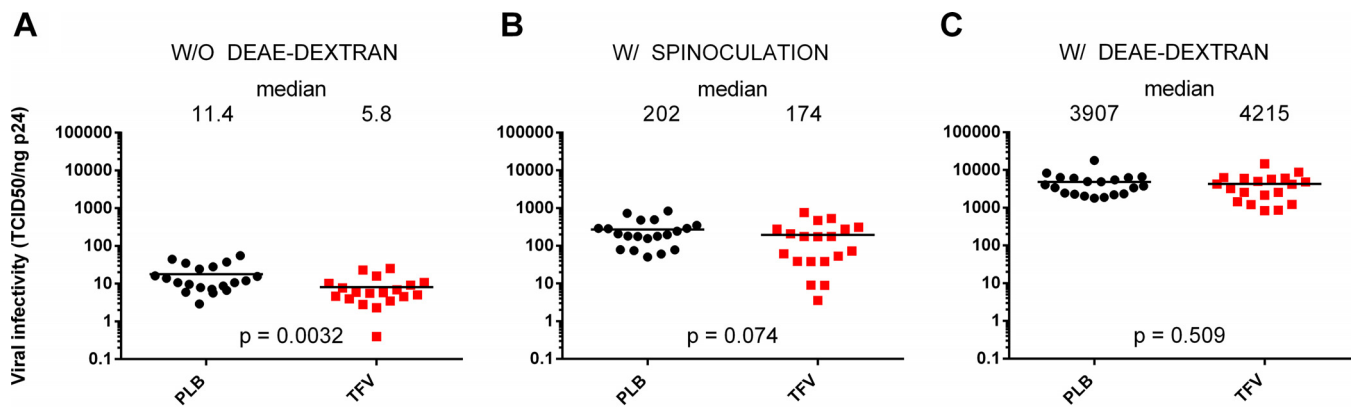 A
W/O DEAE-DEXTRAN
median
11.4 5.8
Viral infectivity (TCID50/ng p24)
100000
10000
1000
100
10
1
0.1
p = 0.0032
PLB TFV
B
W/ SPINOCULATION
median
202 174
100000
10000
1000
100
10
1
0.1
p = 0.074
PLB TFV
C
W/ DEAE-DEXTRAN
median
3907 4215
100000
10000
1000
100
10
1
0.1
p = 0.509
PLB TFV